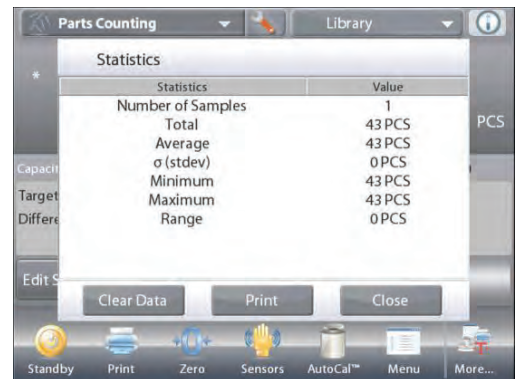 Parts Counting Library
Statistics
*
Statistics Value
Number of Samples 1
Total 43 PCS
PCS
Average 43 PCS
σ (stdev) 0 PCS
Minimum 43 PCS
Maximum 43 PCS
Range 0 PCS
Target
Clear Data Print Close
Standby Print Zero Sensors AutoCal™ Menu More...